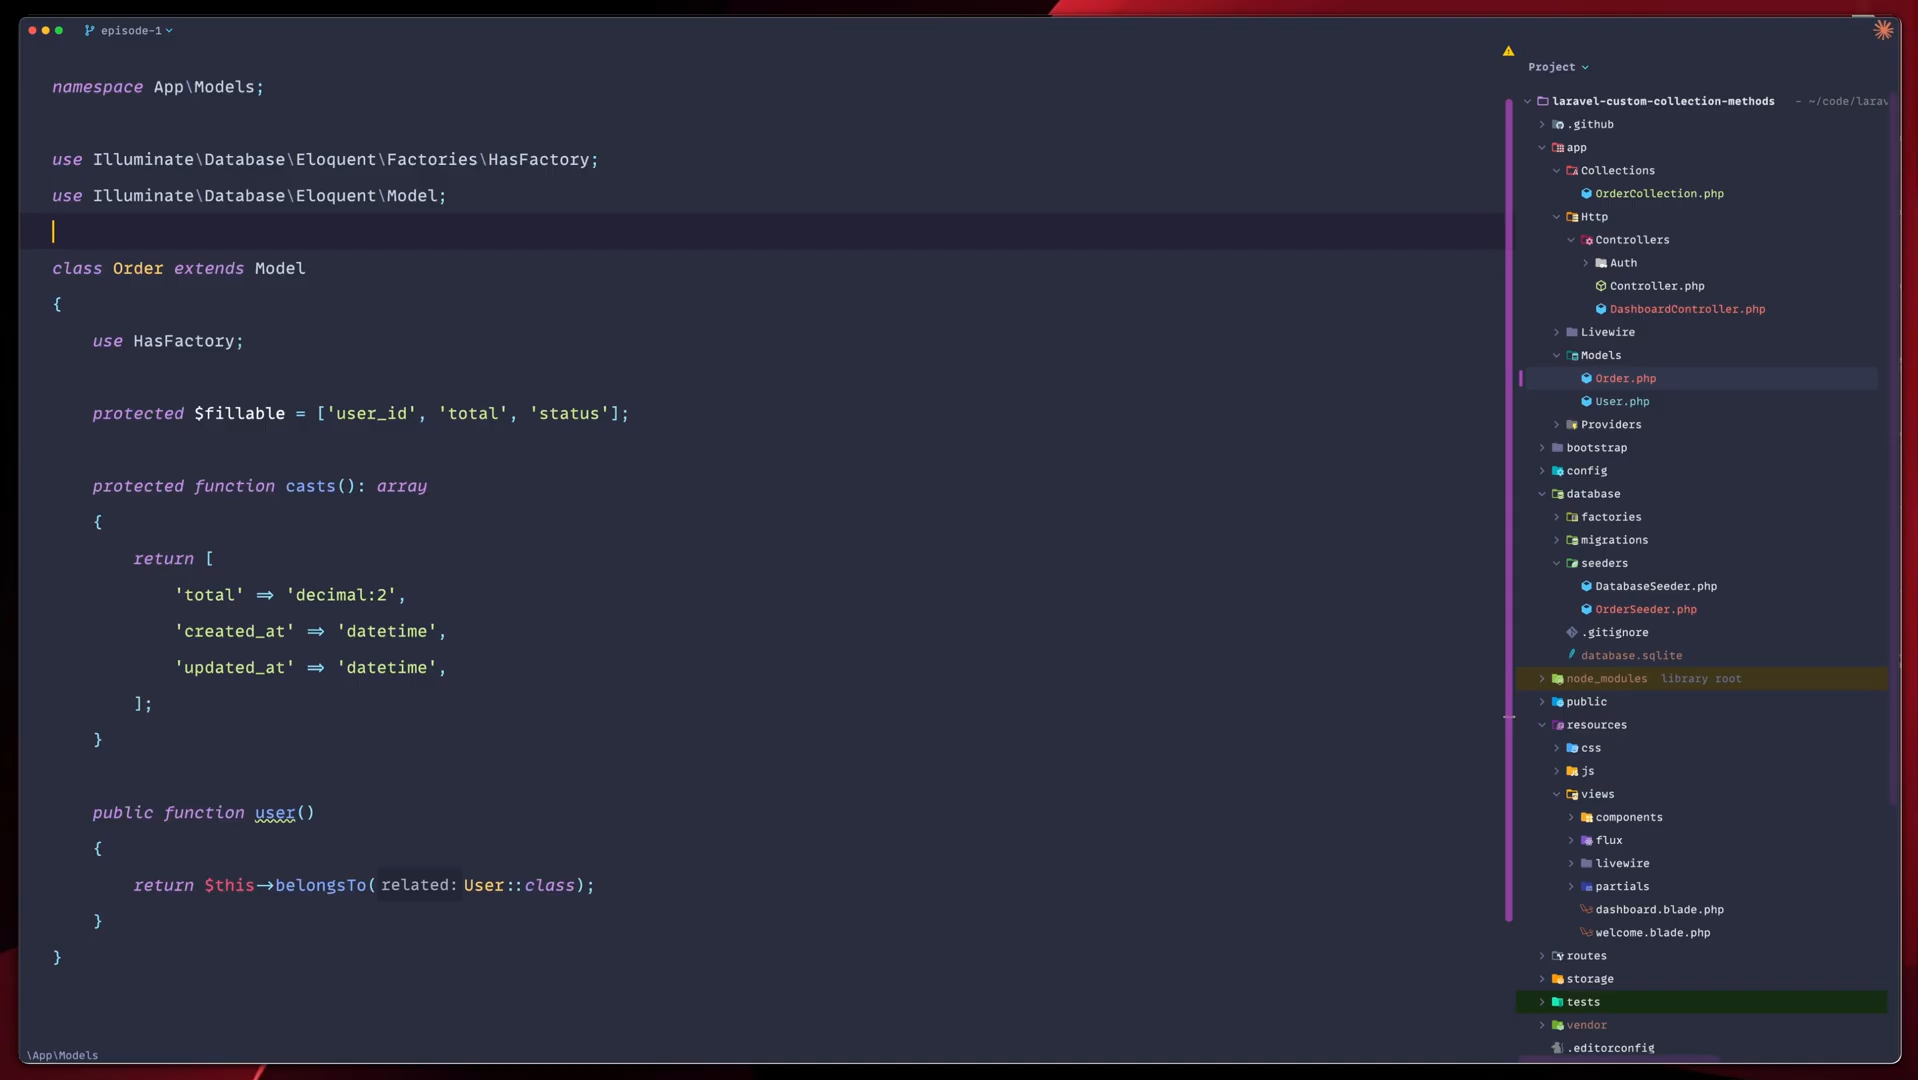 episode-1
namespace App\Models;
use Illuminate\Database\Eloquent\Factories\HasFactory;
use Illuminate\Database\Eloquent\Model;
class Order extends Model
{
use HasFactory;
protected $fillable = ['user_id', 'total', 'status'];
protected function casts(): array
{
return [
'total' => 'decimal:2',
'created_at' => 'datetime',
'updated_at' => 'datetime',
];
}
public function user()
{
return $this->belongsTo( related: User::class);
}
}
\App\Models
Project
laravel-custom-collection-methods - ~/code/larav
.github
app
Collections
OrderCollection.php
Http
Controllers
Auth
Controller.php
DashboardController.php
Livewire
Models
Order.php
User.php
Providers
bootstrap
config
database
factories
migrations
seeders
DatabaseSeeder.php
OrderSeeder.php
.gitignore
database.sqlite
node_modules library root
public
resources
css
js
views
components
flux
livewire
partials
dashboard.blade.php
welcome.blade.php
routes
storage
tests
vendor
.editorconfig